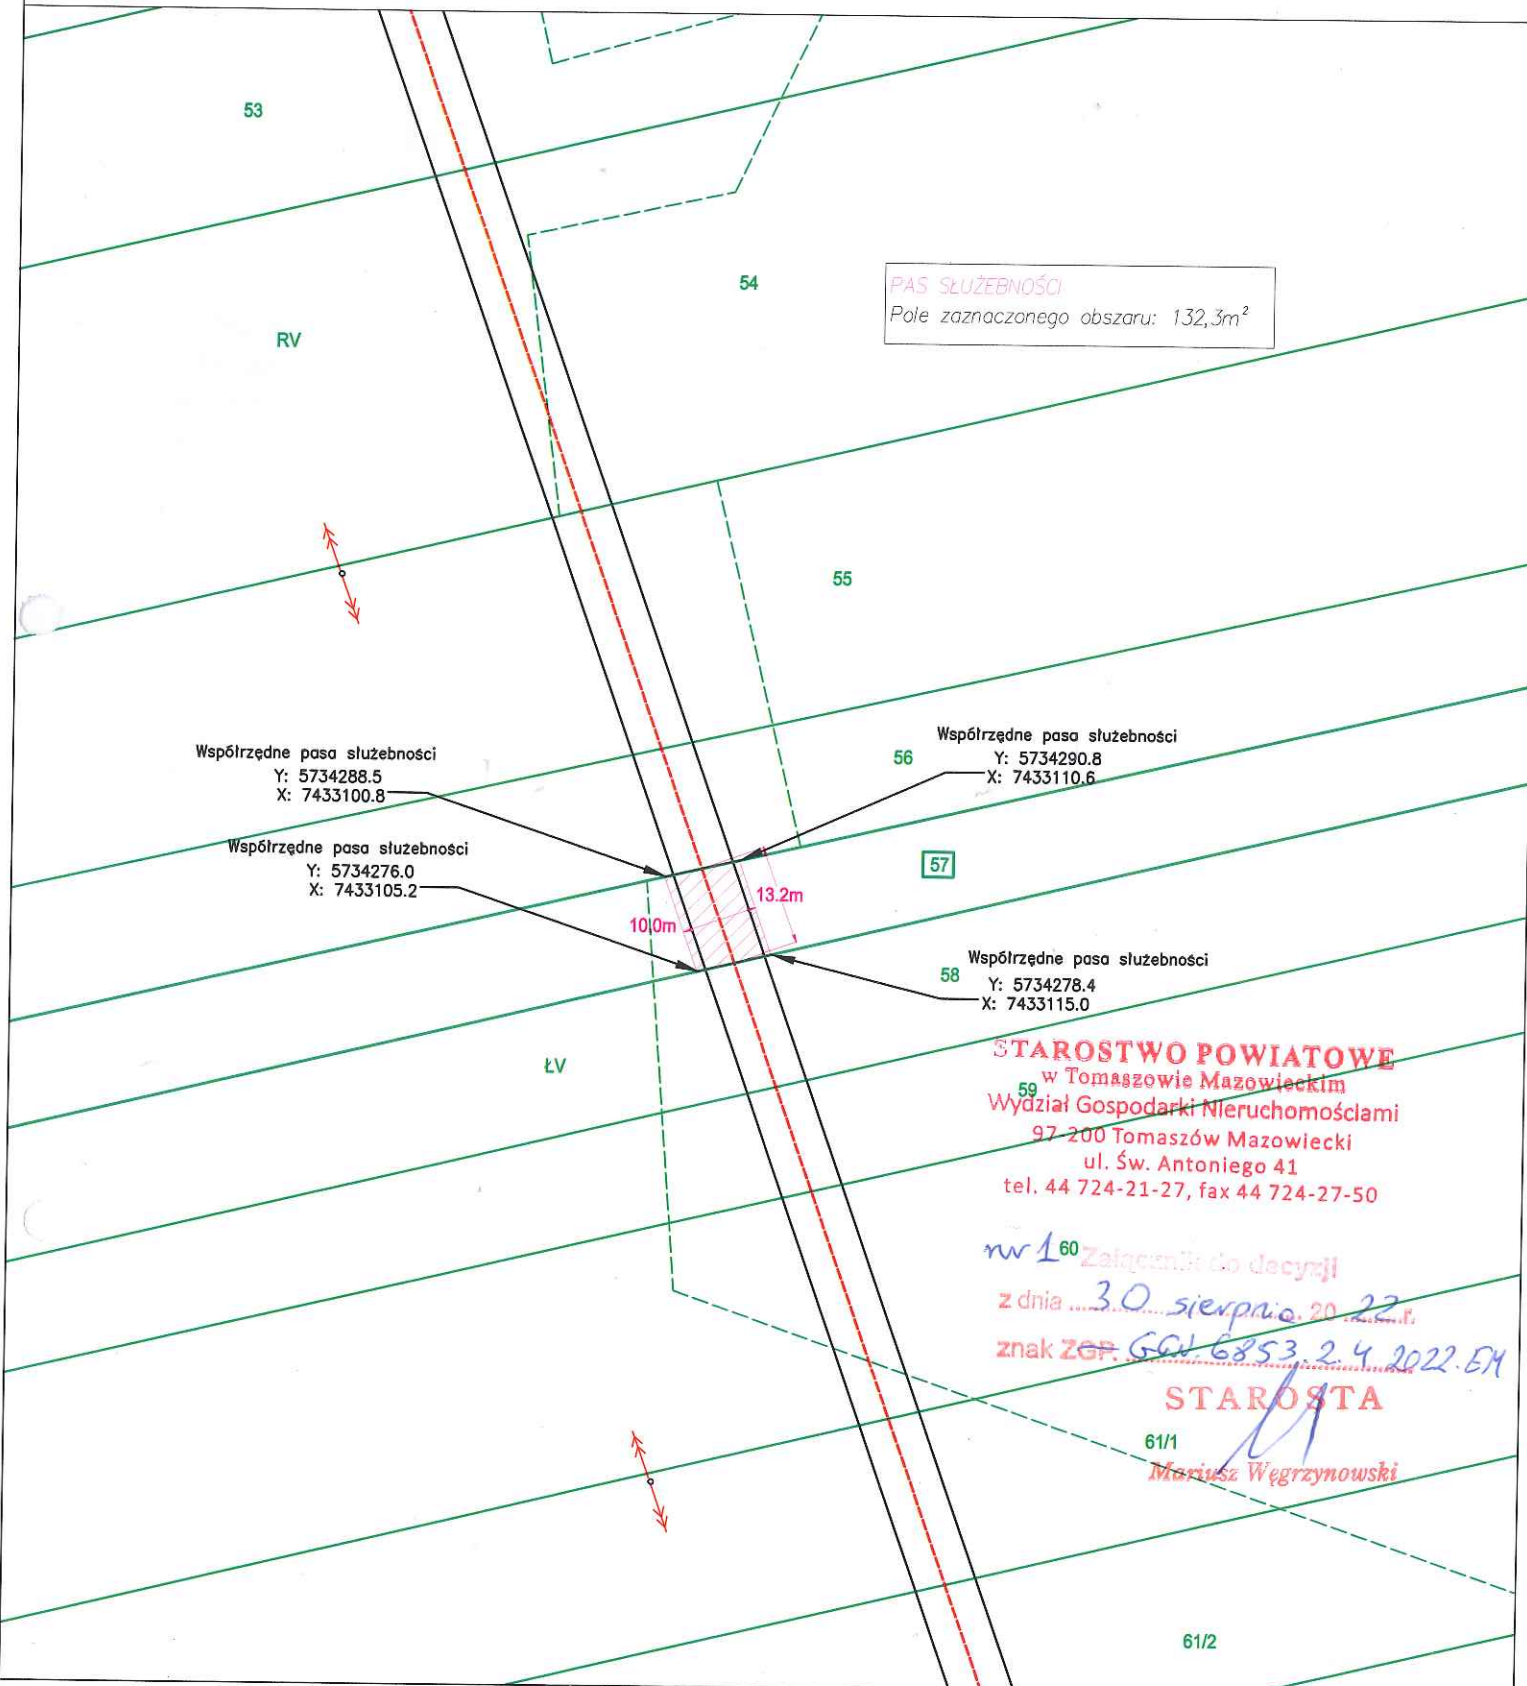 53
54
PAS SŁUŻEBNOŚCI
Pole zaznaczonego obszaru: 132,3m²
RV
55
Współrzędne pasa służebności
Y: 5734288.5
X: 7433100.8
56
Współrzędne pasa służebności
Y: 5734290.8
X: 7433110.6
Współrzędne pasa służebności
Y: 5734276.0
X: 7433105.2
57
13.2m
10.0m
58
Współrzędne pasa służebności
Y: 5734278.4
X: 7433115.0
ŁV
STAROSTWO POWIATOWE
w Tomaszowie Mazowieckim
59
Wydział Gospodarki Nieruchomościami
97-200 Tomaszów Mazowiecki
ul. Św. Antoniego 41
tel. 44 724-21-27, fax 44 724-27-50
nr 1 60 Załącznik do decyzji
z dnia 30 sierpnia 20 22 r.
znak ZGP. GGN.6853.2.4.2022.EM
STAROSTA
61/1
Mariusz Węgrzynowski
61/2